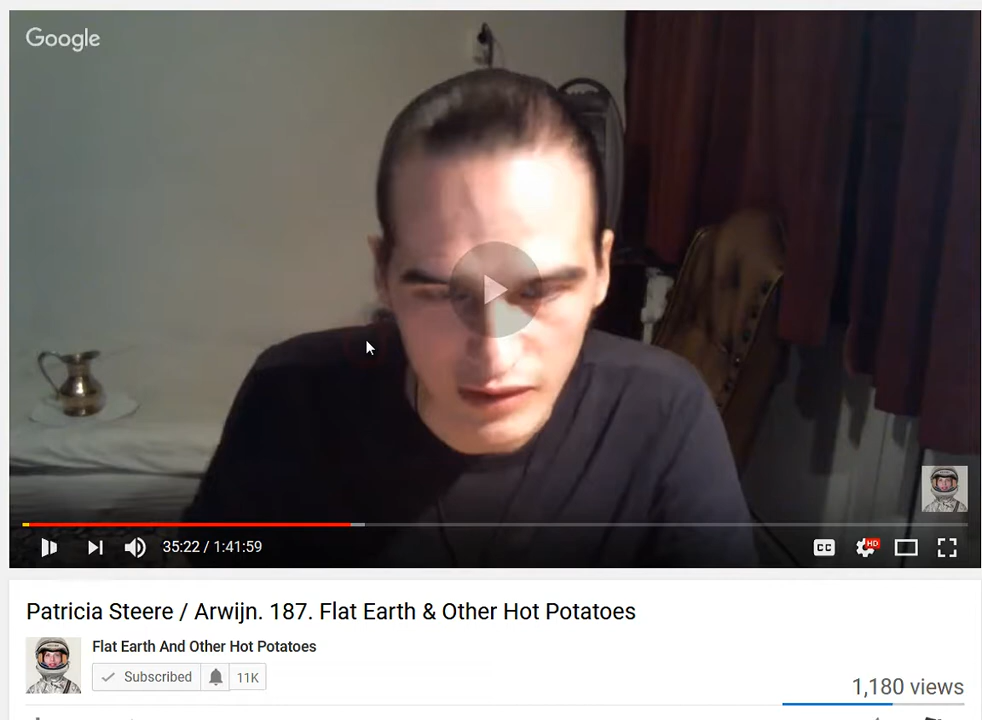 Google
CC
HD
35:22 / 1:41:59
Patricia Steere / Arwijn. 187. Flat Earth & Other Hot Potatoes
Flat Earth And Other Hot Potatoes
Subscribed
11K
1,180 views